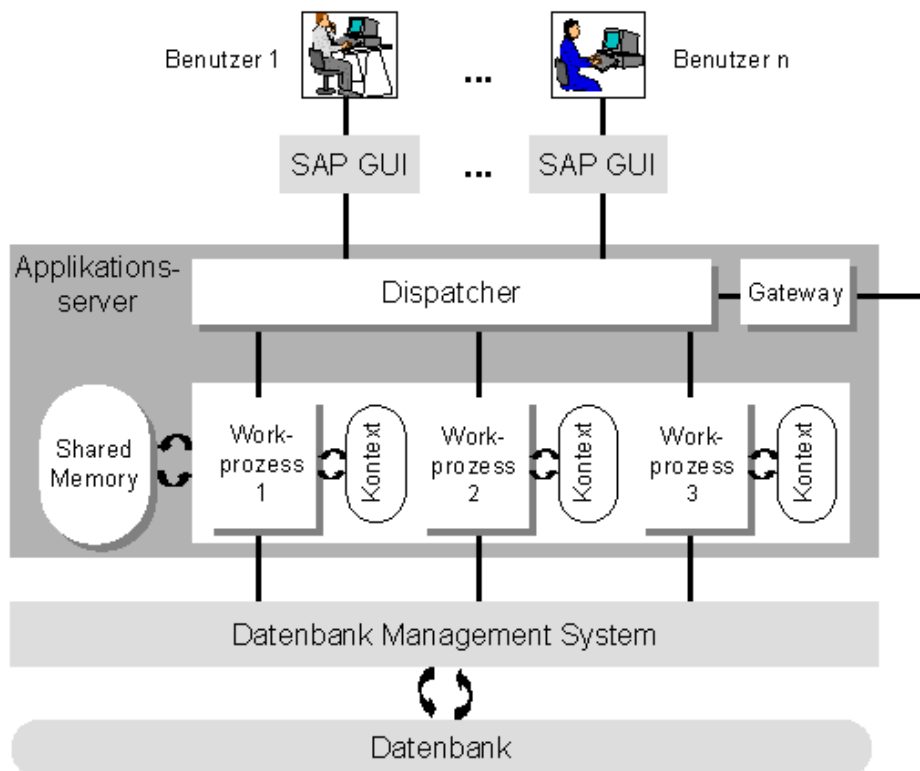 Benutzer 1
...
Benutzer n
SAP GUI
...
SAP GUI
Applikations-
server
Dispatcher
Gateway
Shared
Memory
Work-
prozess
1
Kontext
Work-
prozess
2
Kontext
Work-
prozess
3
Kontext
Datenbank Management System
Datenbank